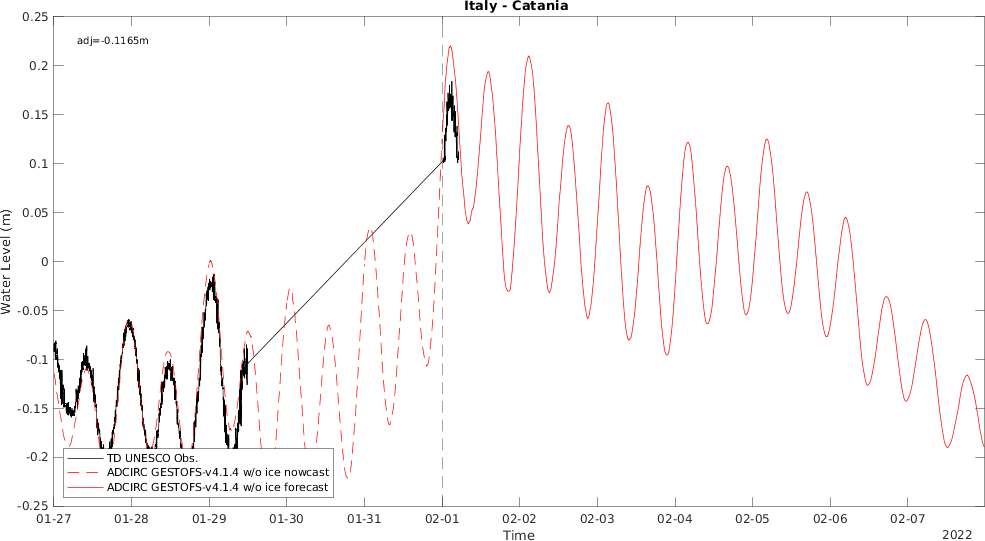 Italy - Catania
adj=-0.1165m
0.25
0.2
0.15
0.1
0.05
0
-0.05
-0.1
-0.15
-0.2
-0.25
Water Level (m)
TD UNESCO Obs.
ADCIRC GESTOFS-v4.1.4 w/o ice nowcast
ADCIRC GESTOFS-v4.1.4 w/o ice forecast
01-27 01-28 01-29 01-30 01-31 02-01 02-02 02-03 02-04 02-05 02-06 02-07
Time
2022